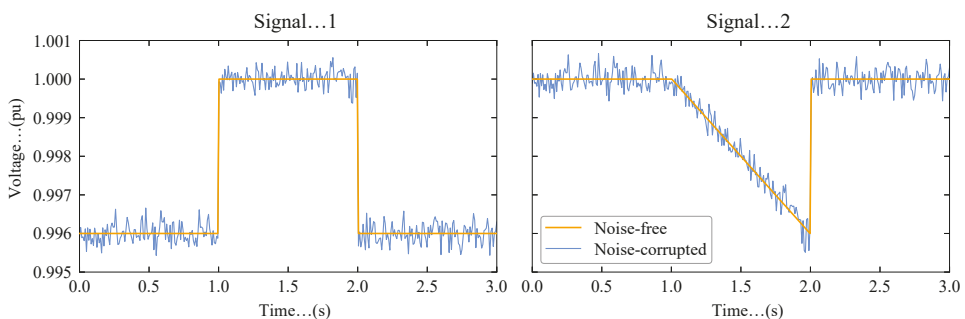 Signal…1
Signal…2
Voltage…(pu)
1.001
1.000
0.999
0.998
0.997
0.996
0.995
0.0 0.5 1.0 1.5 2.0 2.5 3.0
Time…(s)
Noise-free
Noise-corrupted
0.0 0.5 1.0 1.5 2.0 2.5 3.0
Time…(s)